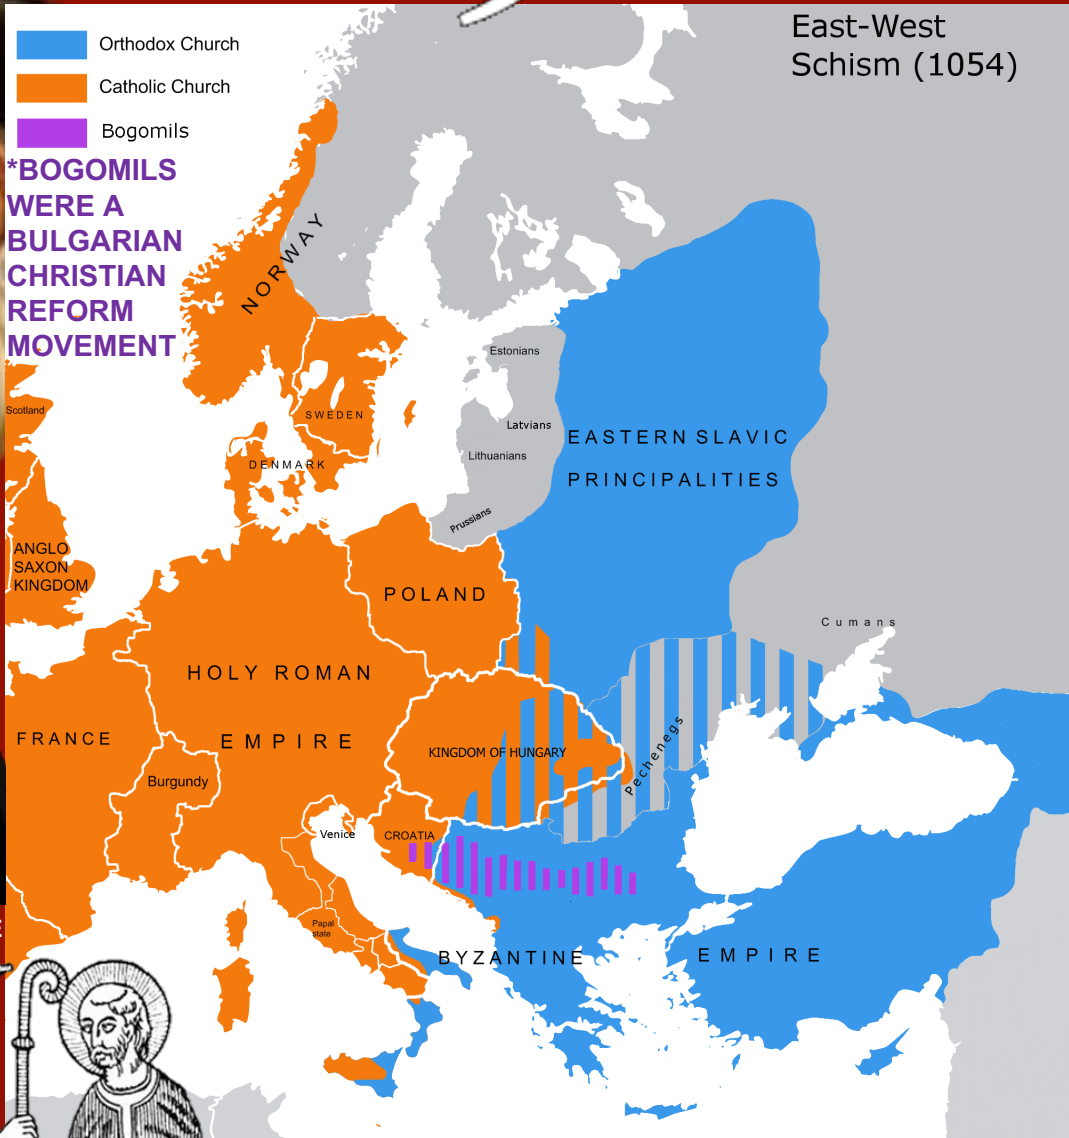 East-West
Schism (1054)
Orthodox Church
Catholic Church
Bogomils
*BOGOMILS
WERE A
BULGARIAN
CHRISTIAN
REFORM
MOVEMENT
NORWAY
Estonians
Scotland
SWEDEN
Latvians
EASTERN SLAVIC
Lithuanians
DENMARK
PRINCIPALITIES
Prussians
ANGLO
SAXON
KINGDOM
POLAND
Cumans
HOLY ROMAN
EMPIRE
FRANCE
KINGDOM OF HUNGARY
Pechenegs
Burgundy
Venice
CROATIA
Papal
state
BYZANTINE EMPIRE